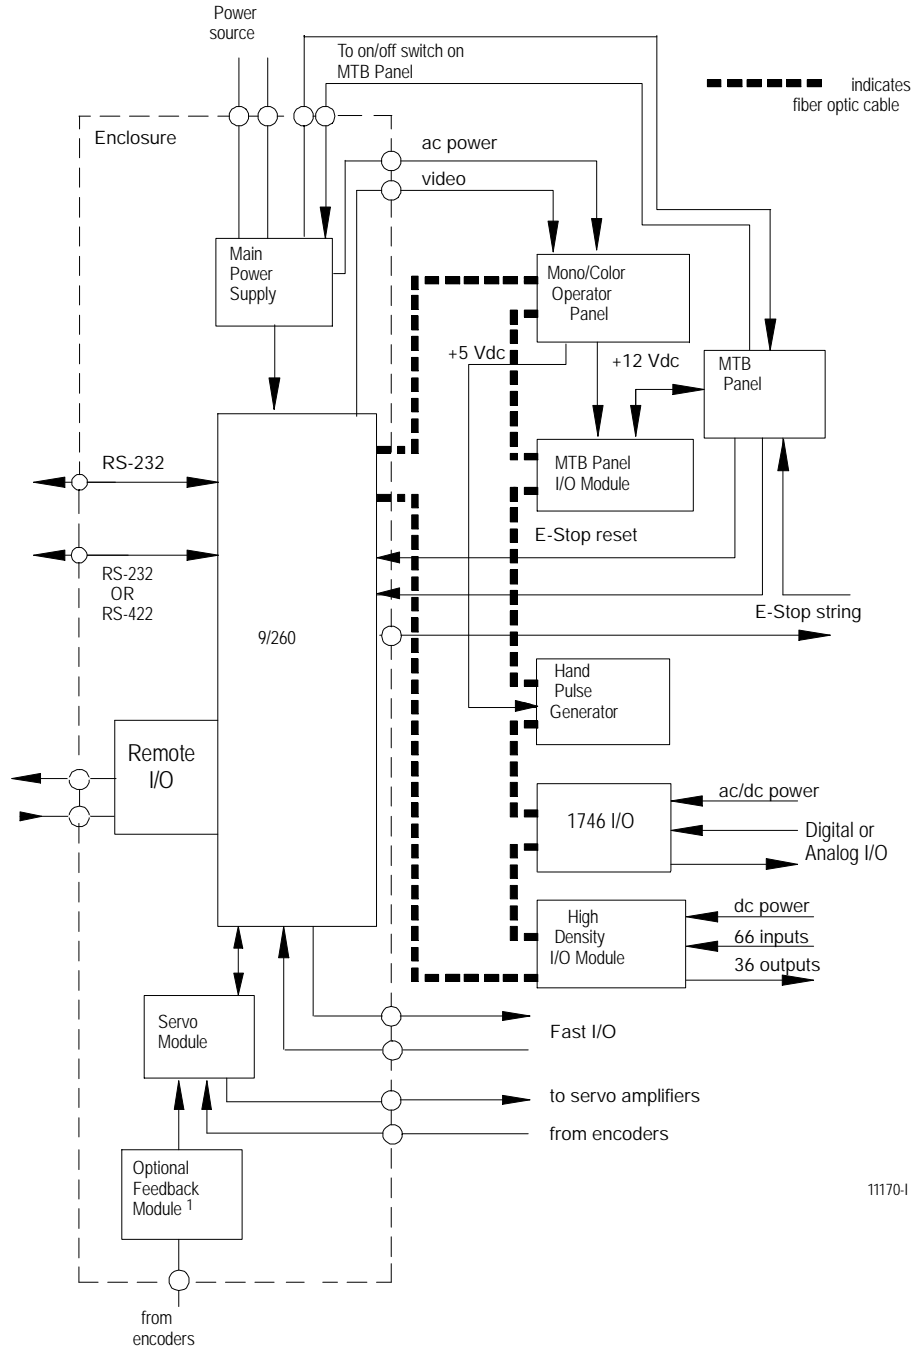 Power
source
To on/off switch on
MTB Panel
indicates
fiber optic cable
Enclosure
ac power
video
Main
Power
Supply
Mono/Color
Operator
Panel
+5 Vdc
+12 Vdc
MTB
Panel
RS-232
MTB Panel
I/O Module
E-Stop reset
RS-232
OR
RS-422
E-Stop string
9/260
Hand
Pulse
Generator
Remote
I/O
ac/dc power
1746 I/O
Digital or
Analog I/O
High
Density
I/O Module
dc power
66 inputs
36 outputs
Servo
Module
Fast I/O
to servo amplifiers
from encoders
Optional
Feedback
Module 1
11170-I
from
encoders